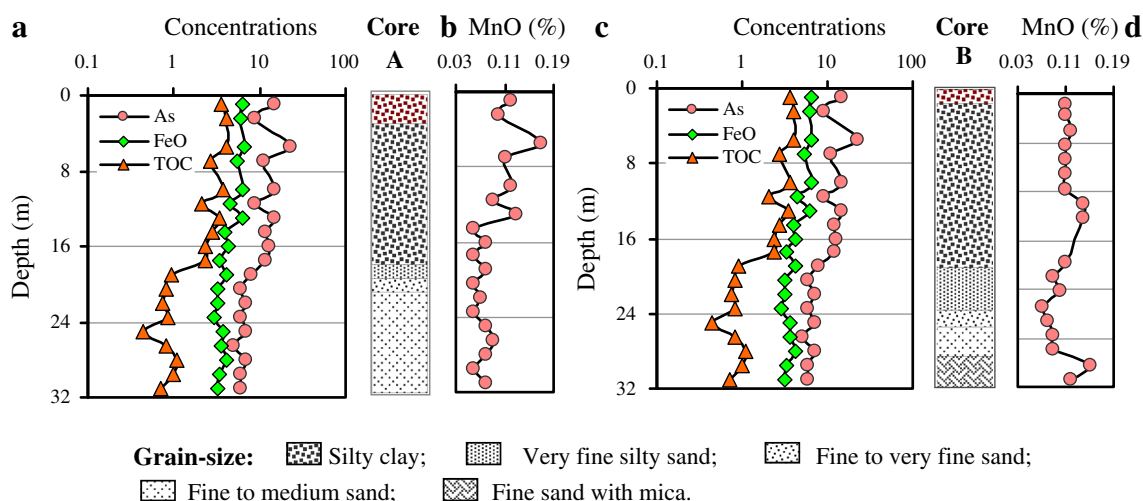 a Concentrations Core A b MnO (%) c Concentrations Core B MnO (%) d
0.1 1 10 100 0.03 0.11 0.19 0.1 1 10 100 0.03 0.11 0.19
0 8 16 24 32
Depth (m)
As
FeO
TOC
0 8 16 24 32
Depth (m)
As
FeO
TOC
Grain-size: Silty clay; Very fine silty sand; Fine to very fine sand;
Fine to medium sand; Fine sand with mica.